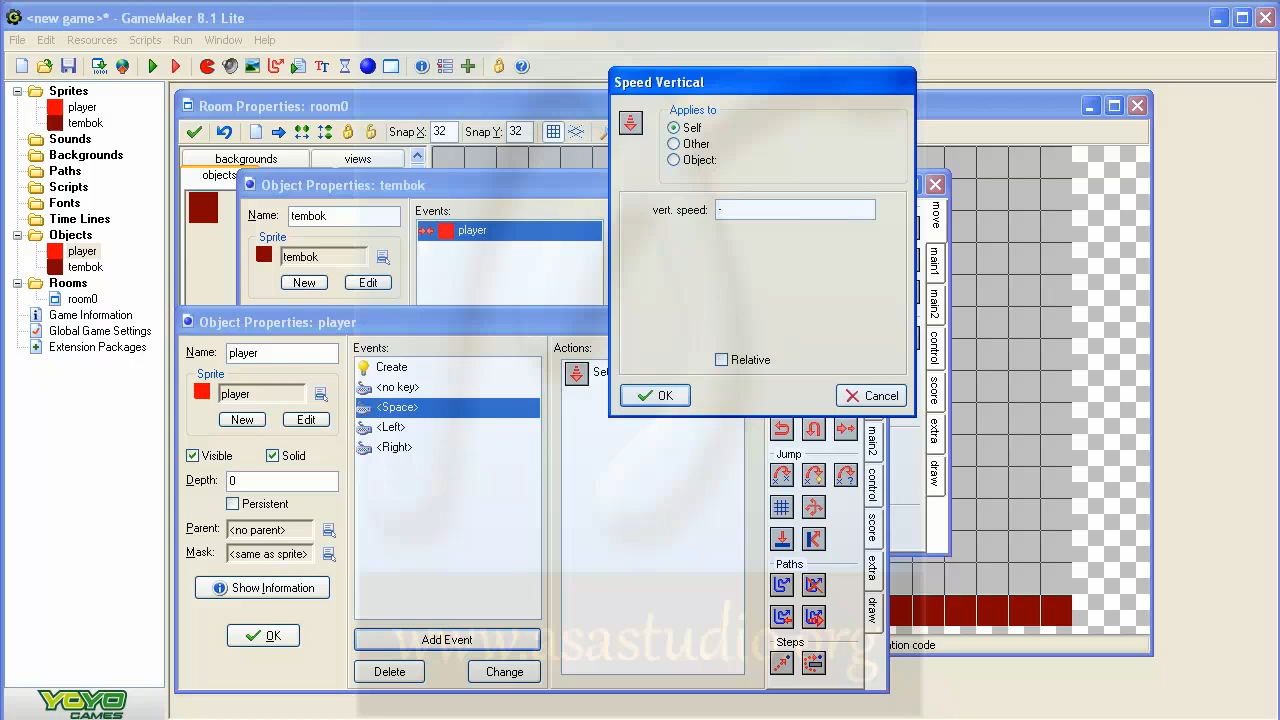 <new game>* - GameMaker 8.1 Lite
File Edit Resources Scripts Run Window Help
Sprites
player
tembok
Sounds
Backgrounds
Paths
Scripts
Fonts
Time Lines
Objects
player
tembok
Rooms
room0
Game Information
Global Game Settings
Extension Packages
YOYO
GAMES
Room Properties: room0
Snap X: 32 Snap Y: 32
backgrounds views
objects
Object Properties: tembok
Name: tembok
Sprite
tembok
New Edit
Events:
player
Object Properties: player
Name: player
Sprite
player
New Edit
Visible Solid
Depth: 0
Persistent
Parent: <no parent>
Mask: <same as sprite>
Show Information
OK
Events:
Create
<no key>
<Space>
<Left>
<Right>
Add Event
Delete Change
Actions:
Speed Vertical
Applies to
Self
Other
Object:
vert. speed: -
Relative
OK Cancel
move
main1
main2
control
score
extra
draw
Jump
Paths
Steps
main2
control
score
extra
draw
www.asastudio.org